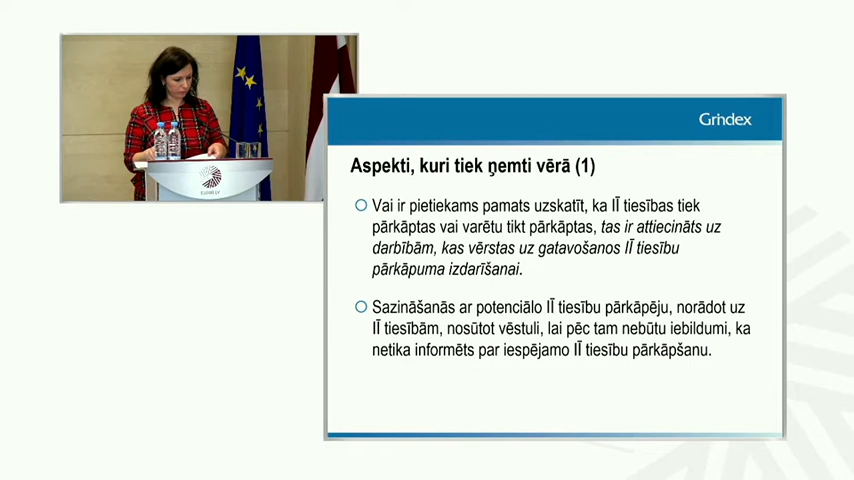 Grindex
Aspekti, kuri tiek ņemti vērā (1)
Vai ir pietiekams pamats uzskatīt, ka IĪ tiesības tiek
pārkāptas vai varētu tikt pārkāptas, tas ir attiecināts uz
darbībām, kas vērstas uz gatavošanos IĪ tiesību
pārkāpuma izdarīšanai.
Sazināšanās ar potenciālo IĪ tiesību pārkāpēju, norādot uz
IĪ tiesībām, nosūtot vēstuli, lai pēc tam nebūtu iebildumi, ka
netika informēts par iespējamo IĪ tiesību pārkāpšanu.